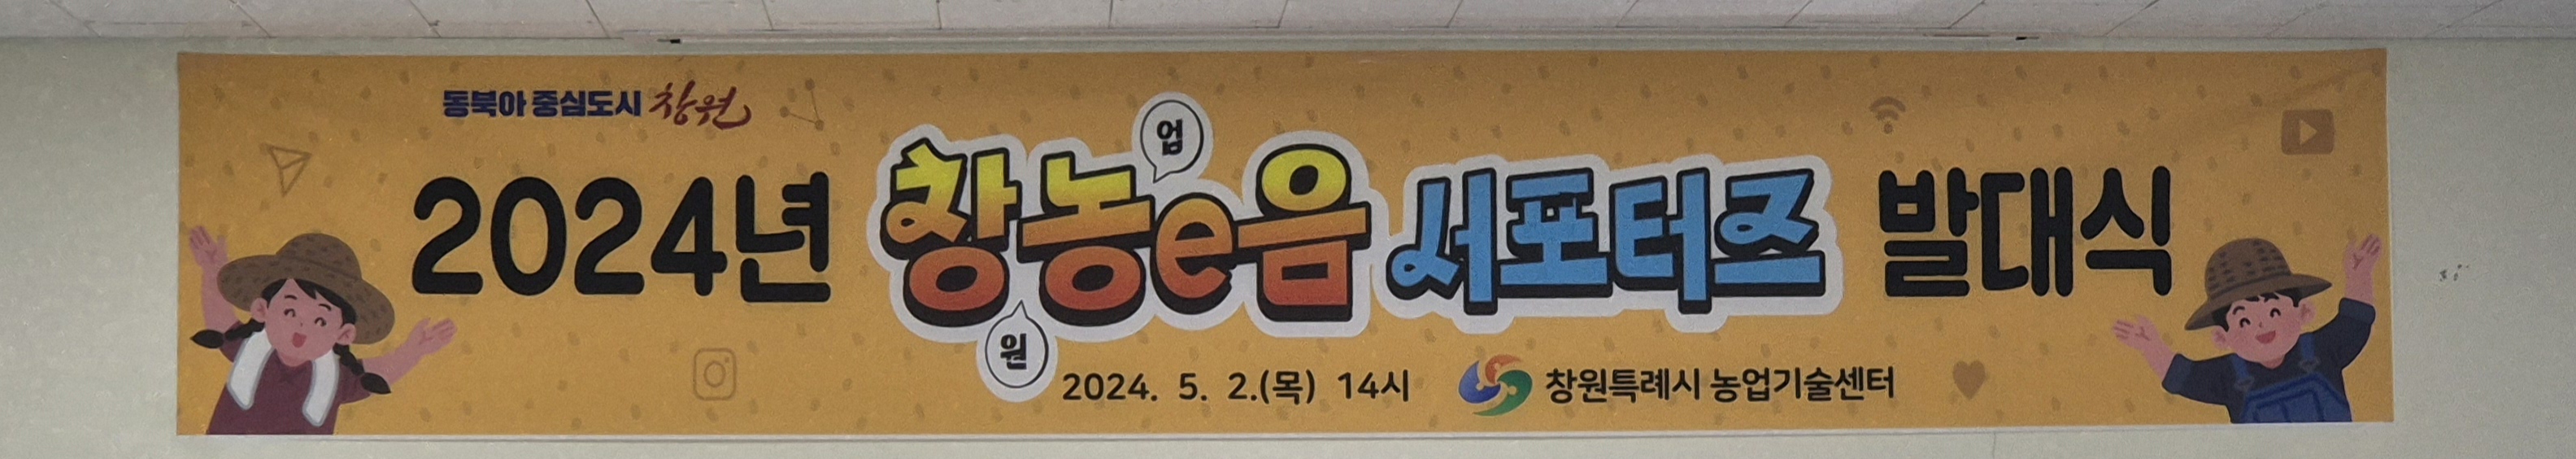 동북아 중심도시 창원
업
2024년 창농e음 서포터즈 발대식
원
2024. 5. 2.(목) 14시 창원특례시 농업기술센터